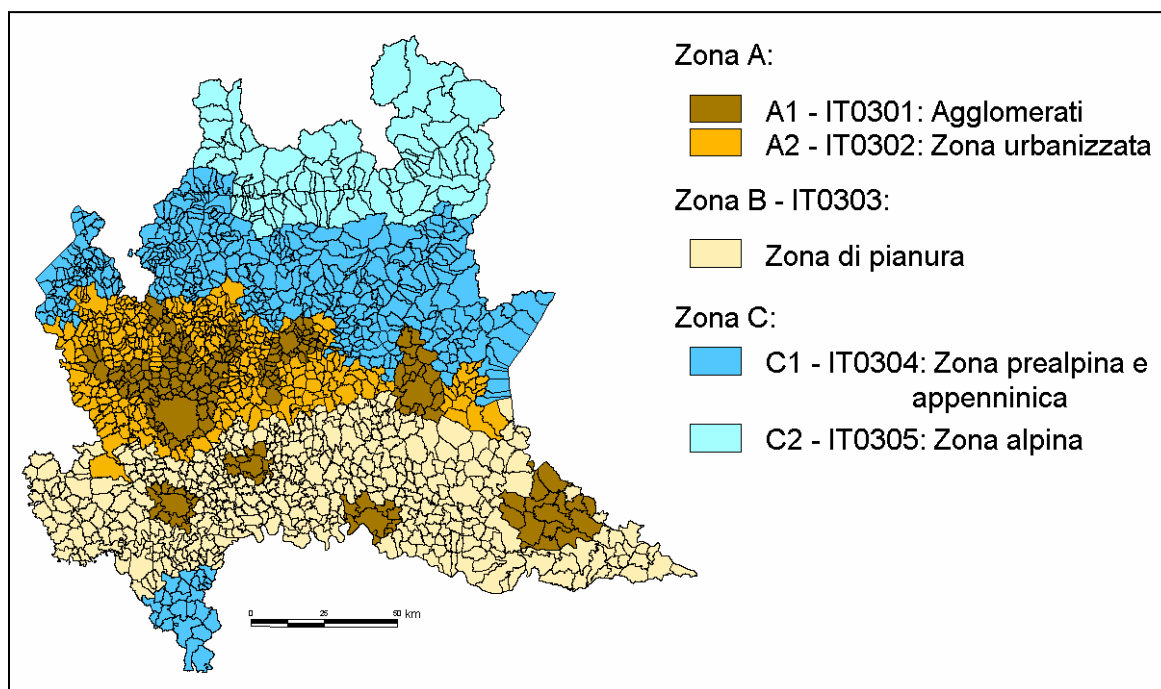 Zona A:
A1 - IT0301: Agglomerati
A2 - IT0302: Zona urbanizzata
Zona B - IT0303:
Zona di pianura
Zona C:
C1 - IT0304: Zona prealpina e
appenninica
C2 - IT0305: Zona alpina
0 25 50 km